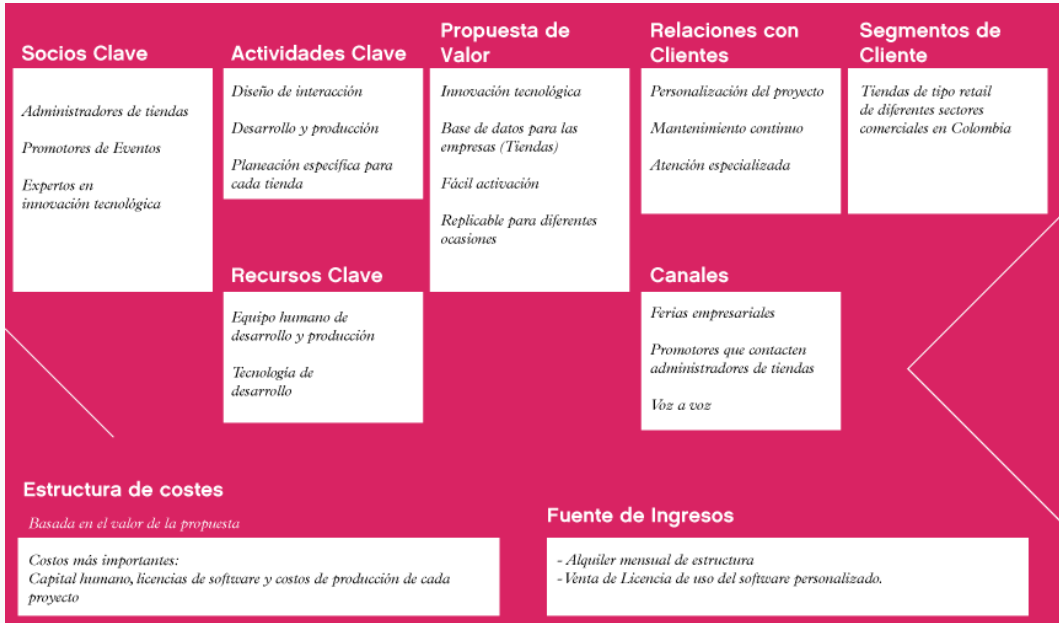 Socios Clave
Administradores de tiendas
Promotores de Eventos
Expertos en
innovación tecnológica
Actividades Clave
Diseño de interacción
Desarrollo y producción
Planeación específica para
cada tienda
Recursos Clave
Equipo humano de
desarrollo y producción
Tecnología de
desarrollo
Propuesta de
Valor
Innovación tecnológica
Base de datos para las
empresas (Tiendas)
Fácil activación
Replicable para diferentes
ocasiones
Relaciones con
Clientes
Personalización del proyecto
Mantenimiento continuo
Atención especializada
Canales
Ferias empresariales
Promotores que contacten
administradores de tiendas
Voz a voz
Segmentos de
Cliente
Tiendas de tipo retail
de diferentes sectores
comerciales en Colombia
Estructura de costes
Basada en el valor de la propuesta
Costos más importantes:
Capital humano, licencias de software y costos de producción de cada
proyecto
Fuente de Ingresos
- Alquiler mensual de estructura
- Venta de Licencia de uso del software personalizado.